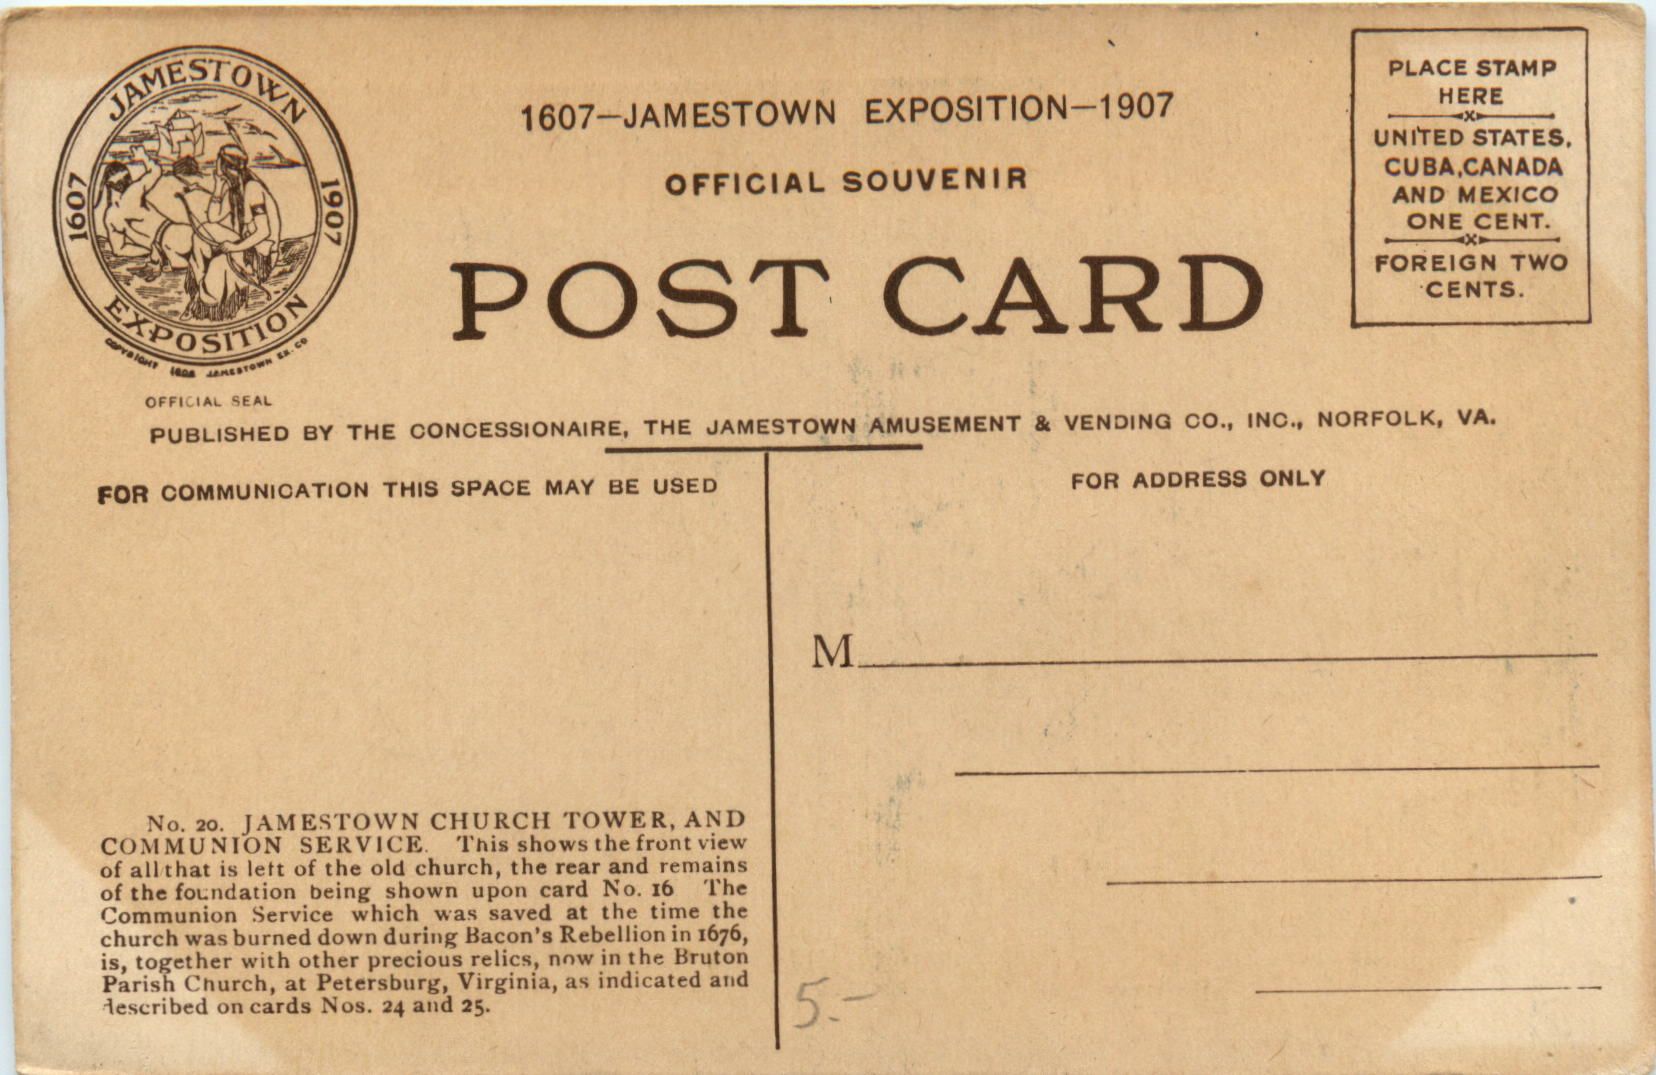 JAMESTOWN
1607
1907
EXPOSITION
COPYRIGHT 1906 JAMESTOWN EX. CO
OFFICIAL SEAL
1607—JAMESTOWN EXPOSITION—1907
OFFICIAL SOUVENIR
POST CARD
PLACE STAMP
HERE
UNITED STATES,
CUBA, CANADA
AND MEXICO
ONE CENT.
FOREIGN TWO
CENTS.
PUBLISHED BY THE CONCESSIONAIRE, THE JAMESTOWN AMUSEMENT & VENDING CO., INC., NORFOLK, VA.
FOR COMMUNICATION THIS SPACE MAY BE USED
FOR ADDRESS ONLY
M
No. 20. JAMESTOWN CHURCH TOWER, AND
COMMUNION SERVICE. This shows the front view
of all that is left of the old church, the rear and remains
of the foundation being shown upon card No. 16 The
Communion Service which was saved at the time the
church was burned down during Bacon's Rebellion in 1676,
is, together with other precious relics, now in the Bruton
Parish Church, at Petersburg, Virginia, as indicated and
described on cards Nos. 24 and 25.
5.-